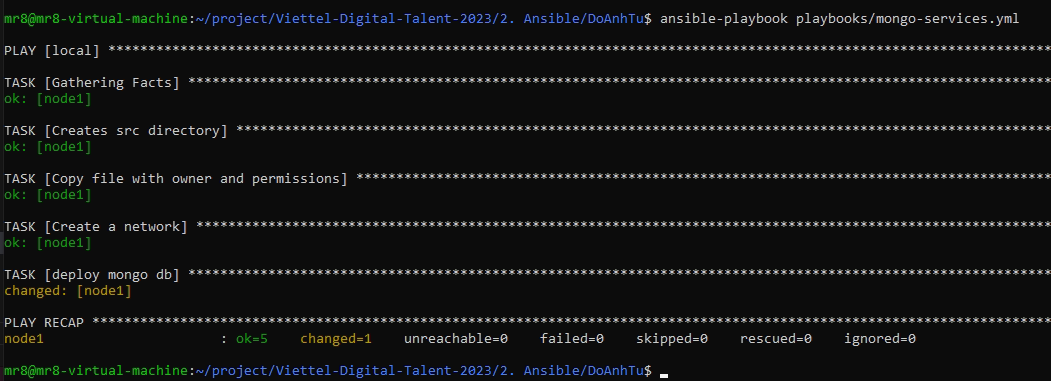 mr8@mr8-virtual-machine:~/project/Viettel-Digital-Talent-2023/2. Ansible/DoAnhTu$ ansible-playbook playbooks/mongo-services.yml
PLAY [local] **********************************************************************************************************************
TASK [Gathering Facts] ************************************************************************************************************
ok: [node1]
TASK [Creates src directory] ******************************************************************************************************
ok: [node1]
TASK [Copy file with owner and permissions] ***************************************************************************************
ok: [node1]
TASK [Create a network] ***********************************************************************************************************
ok: [node1]
TASK [deploy mongo db] ************************************************************************************************************
changed: [node1]
PLAY RECAP ************************************************************************************************************************
node1                      : ok=5    changed=1    unreachable=0    failed=0    skipped=0    rescued=0    ignored=0
mr8@mr8-virtual-machine:~/project/Viettel-Digital-Talent-2023/2. Ansible/DoAnhTu$